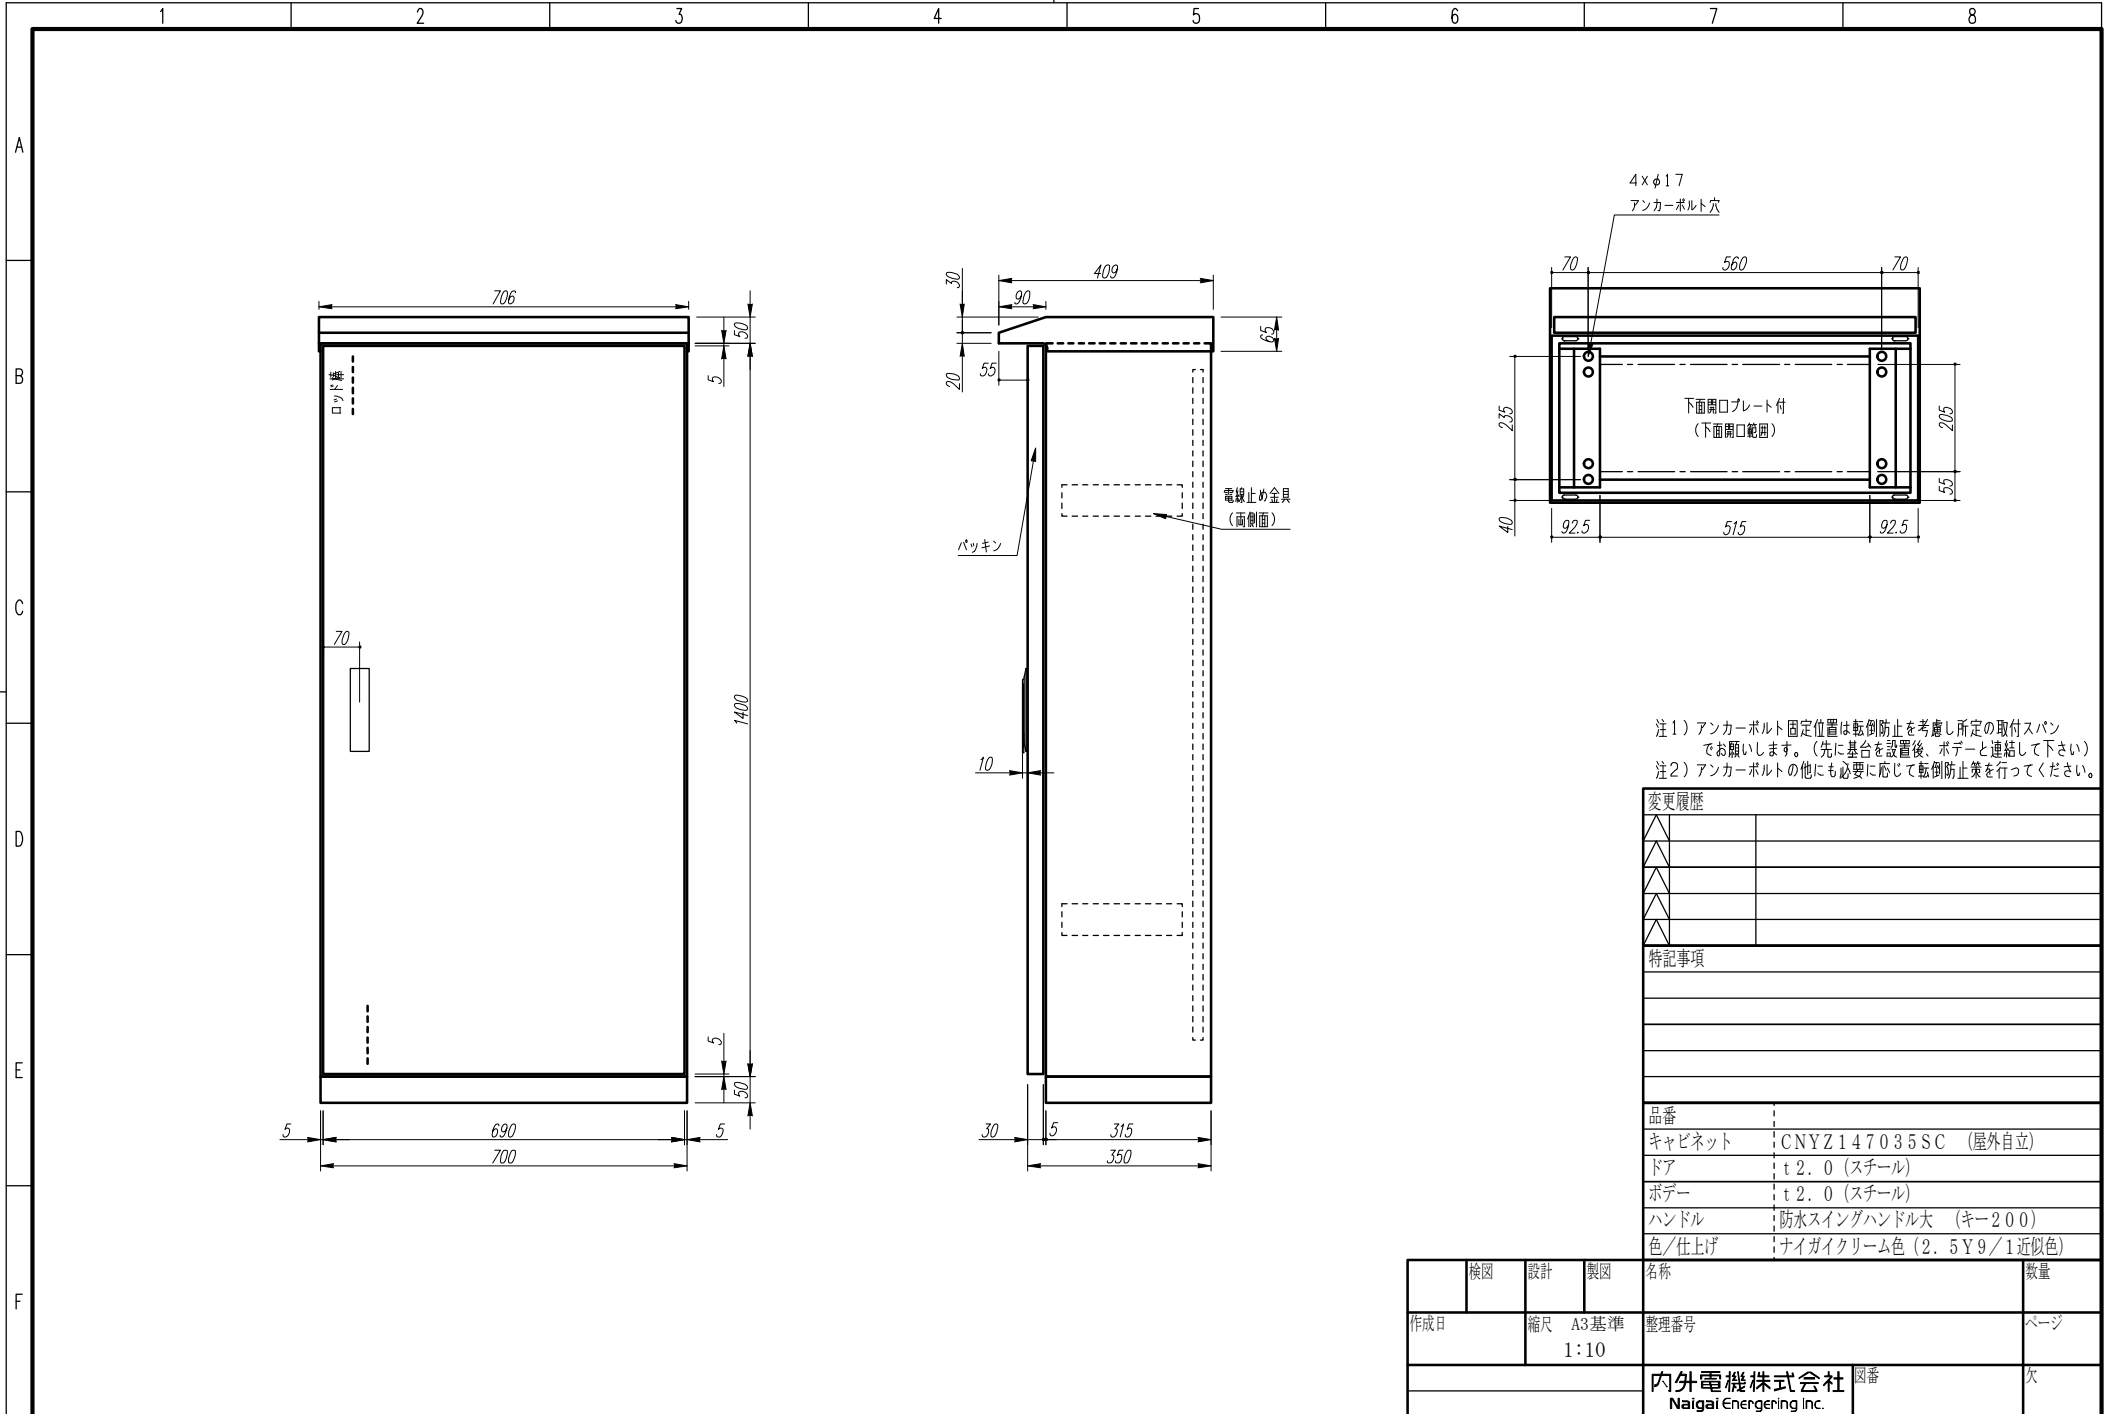 1 2 3 4 5 6 7 8
A
B
C
D
E
F
706
50
5
ロッド棒
70
1400
5
50
5
690
5
700
409
30
90
65
55
20
電線止め金具
(両側面)
パッキン
10
30
5
315
350
4×φ17
アンカーボルト穴
70
560
70
235
下面開口プレート付
(下面開口範囲)
205
55
40
92.5
515
92.5
注1) アンカーボルト固定位置は転倒防止を考慮し所定の取付スパン
でお願いします。(先に基台を設置後、ボデーと連結して下さい)
注2) アンカーボルトの他にも必要に応じて転倒防止策を行ってください。
変更履歴
特記事項
品番
キャビネット CNYZ147035SC (屋外自立)
ドア t2.0 (スチール)
ボデー t2.0 (スチール)
ハンドル 防水スイングハンドル大 (キー200)
色/仕上げ ナイガイクリーム色 (2.5Y9/1近似色)
検図 設計 製図 名称 数量
作成日 縮尺 A3基準 整理番号 ページ
1:10
内外電機株式会社 図番 欠
Naigai Energering Inc.